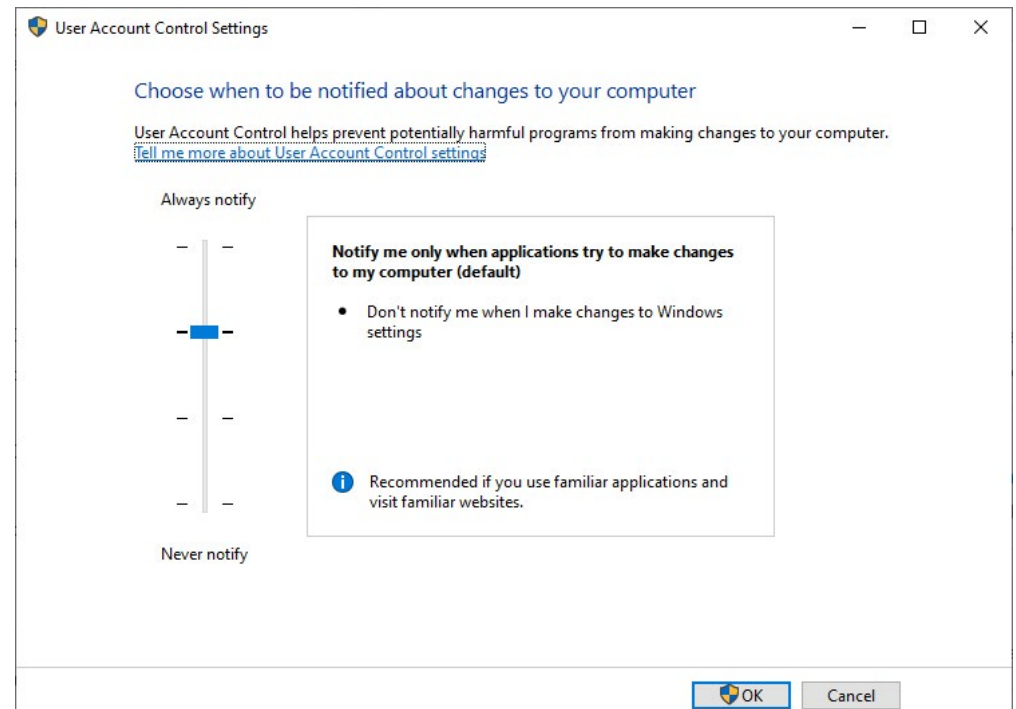 User Account Control Settings
Choose when to be notified about changes to your computer
User Account Control helps prevent potentially harmful programs from making changes to your computer.
Tell me more about User Account Control settings
Always notify
Notify me only when applications try to make changes
to my computer (default)
• Don't notify me when I make changes to Windows
settings
Recommended if you use familiar applications and
visit familiar websites.
Never notify
OK Cancel